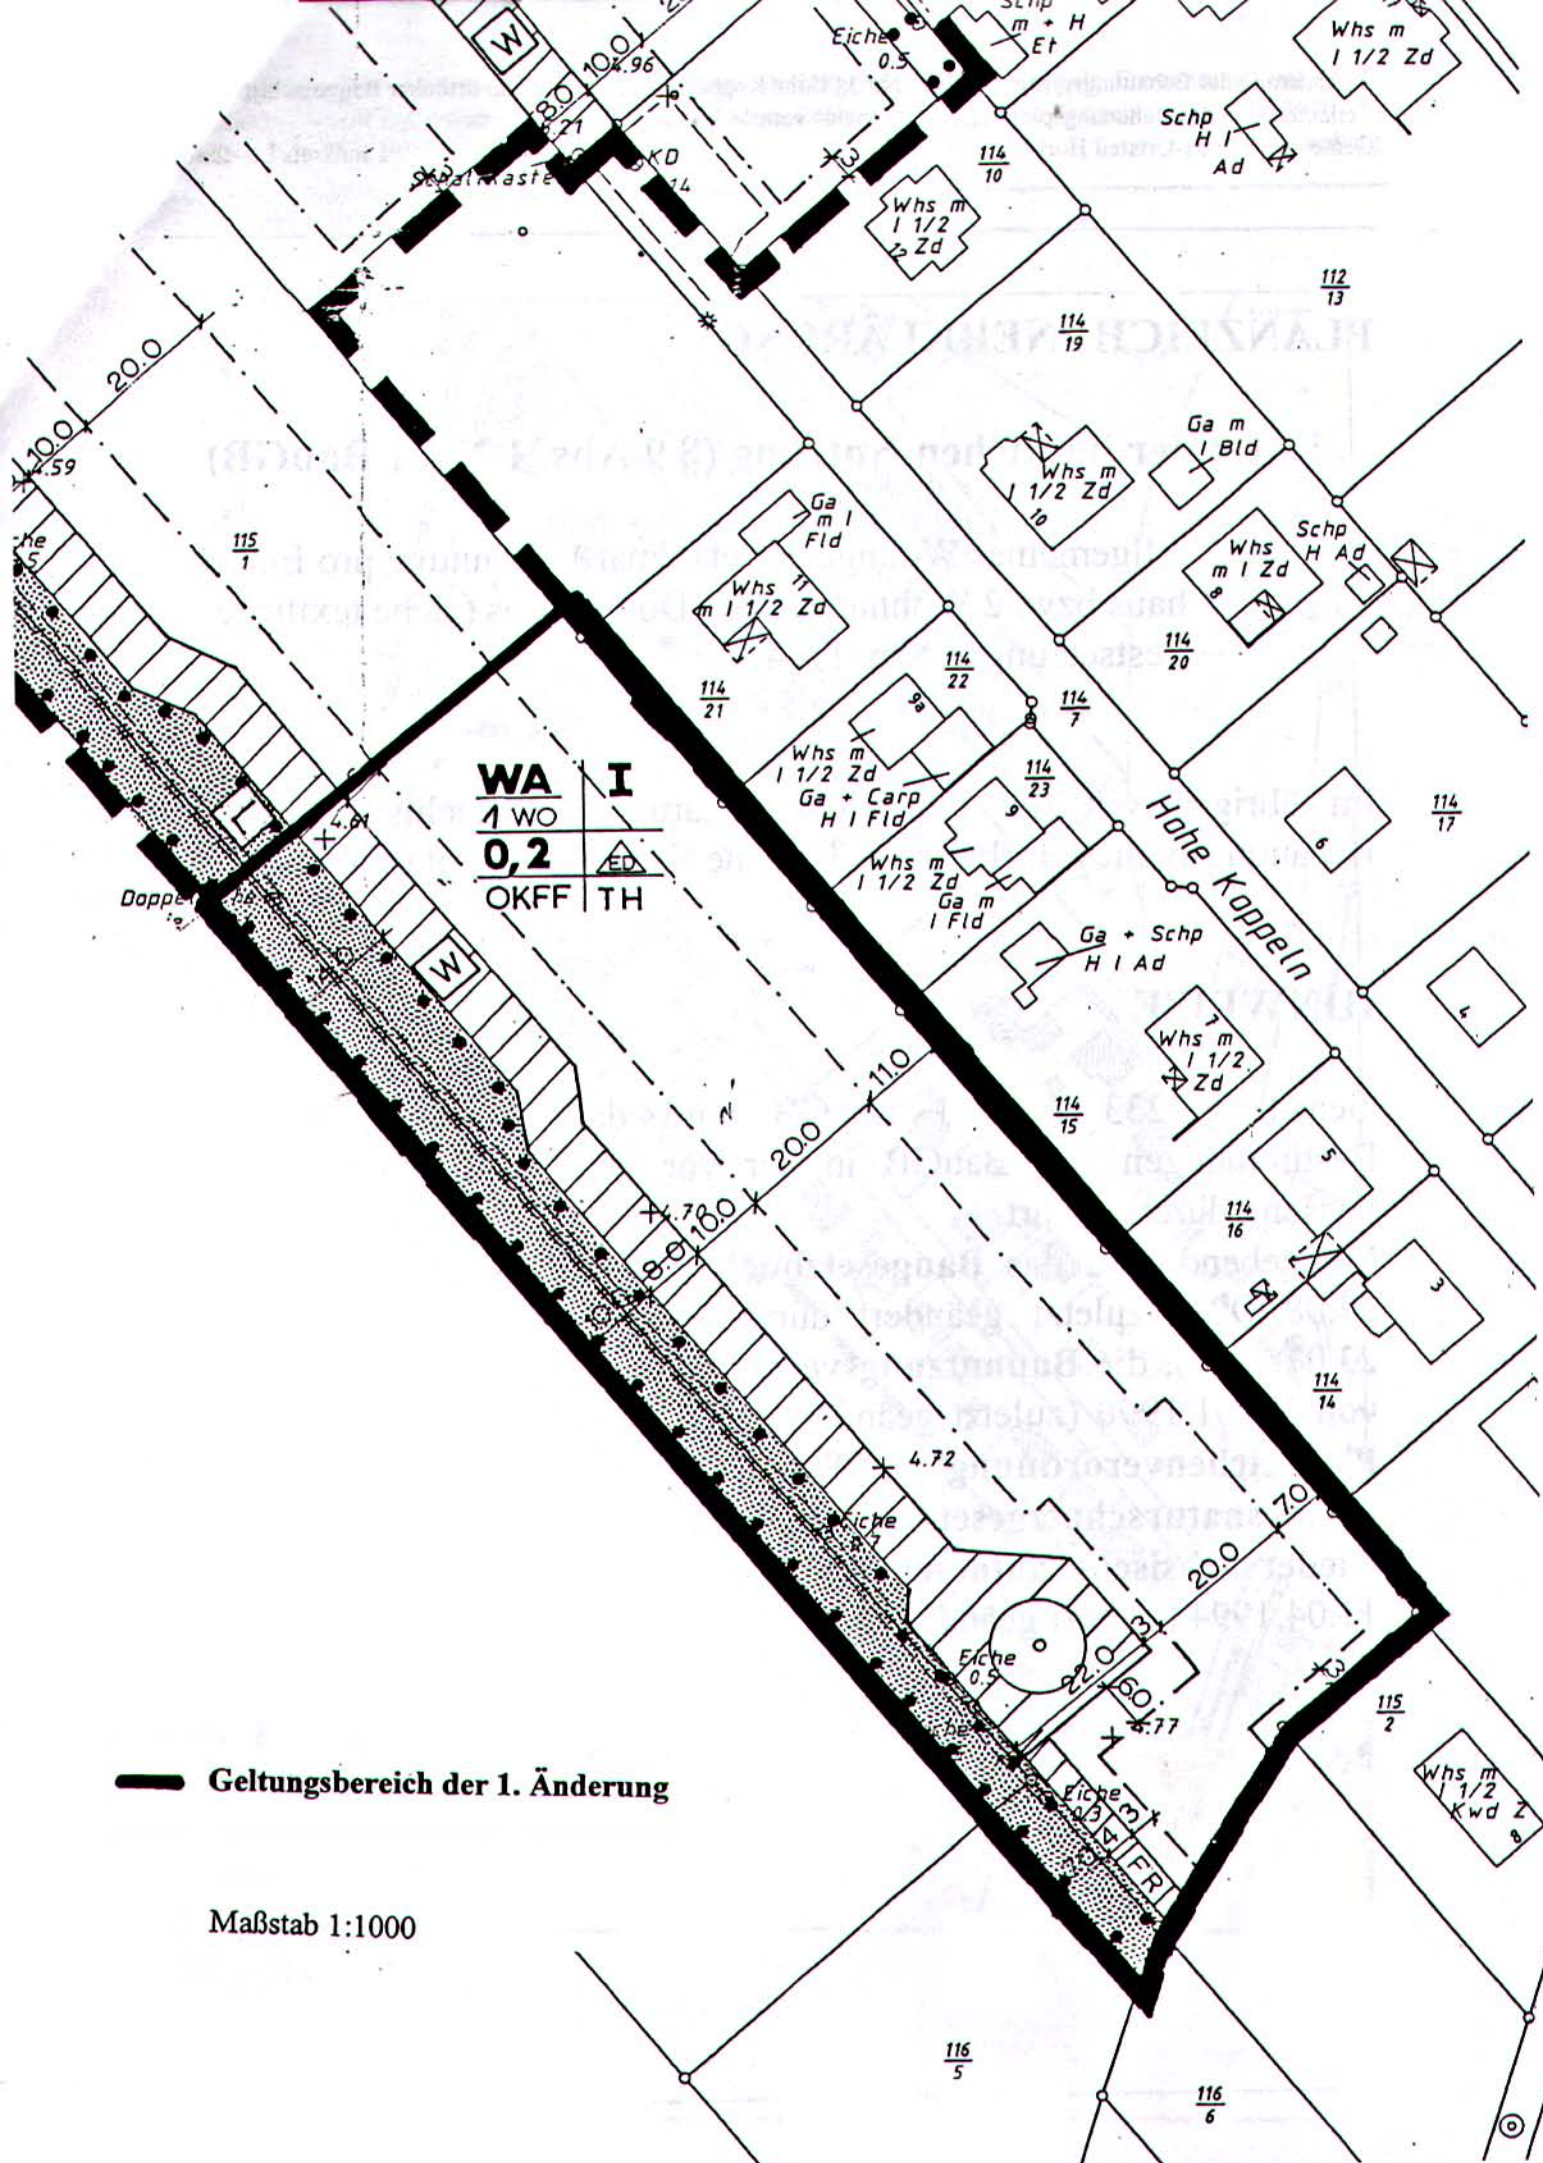 W
10.0
4.96
8.0
6.21
KD
14
Eiche
0.5
Schp
m + H
Et
Whs m
I 1/2 Zd
Schp
H I
Ad
3
114
10
Whs m
I 1/2
Zd
12
112
13
114
19
20.0
10.0
4.59
115
1
Ga m
I Bld
Whs m
I 1/2 Zd
10
Ga
m I
Fld
Schp
H Ad
Whs
m I Zd
8
Whs 11
m I 1/2 Zd
114
20
114
22
114
21
114
7
9a
Whs m
I 1/2 Zd
Ga + Carp
H I Fld
114
23
9
Whs m
I 1/2 Zd
Ga m
I Fld
Hohe Koppeln
6
114
17
WA I
1 WO
0,2 ED
OKFF TH
4.61
W
Ga + Schp
H I Ad
4
7
Whs m
I 1/2
Zd
11.0
114
15
20.0
5
4.70
10.0
8.0
114
16
3
114
14
4.72
Eiche
7.0
20.0
3
22.0
Eiche
0.5
6.0
4.77
3
115
2
Whs m
I 1/2
Kwd Z
8
Eiche
0.3
3
4
FR
Geltungsbereich der 1. Änderung
Maßstab 1:1000
116
5
116
6